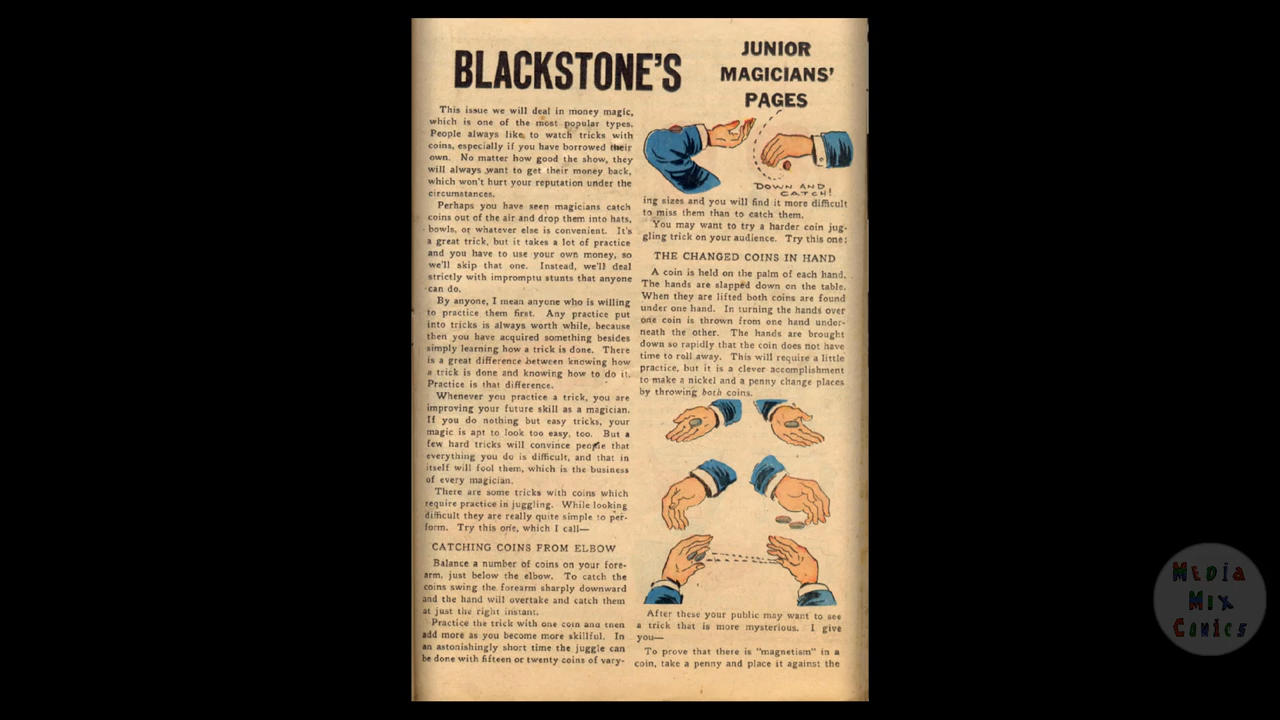 BLACKSTONE'S
JUNIOR
MAGICIANS'
PAGES
This issue we will deal in money magic,
which is one of the most popular types.
People always like to watch tricks with
coins, especially if you have borrowed their
own. No matter how good the show, they
will always want to get their money back,
which won't hurt your reputation under the
circumstances.
Perhaps you have seen magicians catch
coins out of the air and drop them into hats,
bowls, or whatever else is convenient. It's
a great trick, but it takes a lot of practice
and you have to use your own money, so
we'll skip that one. Instead, we'll deal
strictly with impromptu stunts that anyone
can do.
By anyone, I mean anyone who is willing
to practice them first. Any practice put
into tricks is always worth while, because
then you have acquired something besides
simply learning how a trick is done. There
is a great difference between knowing how
a trick is done and knowing how to do it.
Practice is that difference.
Whenever you practice a trick, you are
improving your future skill as a magician.
If you do nothing but easy tricks, your
magic is apt to look too easy, too. But a
few hard tricks will convince people that
everything you do is difficult, and that in
itself will fool them, which is the business
of every magician.
There are some tricks with coins which
require practice in juggling. While looking
difficult they are really quite simple to per-
form. Try this one, which I call—
CATCHING COINS FROM ELBOW
Balance a number of coins on your fore-
arm, just below the elbow. To catch the
coins swing the forearm sharply downward
and the hand will overtake and catch them
at just the right instant.
Practice the trick with one coin and then
add more as you become more skillful. In
an astonishingly short time the juggle can
be done with fifteen or twenty coins of vary-
DOWN AND
CATCH!
ing sizes and you will find it more difficult
to miss them than to catch them.
You may want to try a harder coin jug-
gling trick on your audience. Try this one:
THE CHANGED COINS IN HAND
A coin is held on the palm of each hand.
The hands are slapped down on the table.
When they are lifted both coins are found
under one hand. In turning the hands over
one coin is thrown from one hand under-
neath the other. The hands are brought
down so rapidly that the coin does not have
time to roll away. This will require a little
practice, but it is a clever accomplishment
to make a nickel and a penny change places
by throwing both coins.
After these your public may want to see
a trick that is more mysterious. I give
you—
To prove that there is "magnetism" in a
coin, take a penny and place it against the
MEDIA
MIX
COMICS